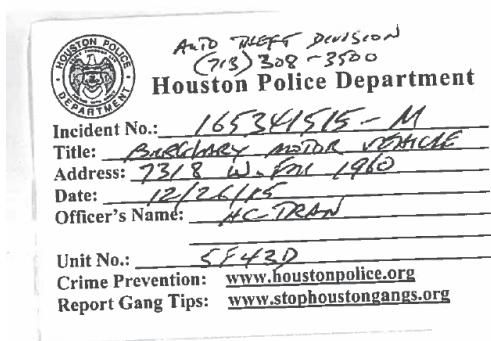 AUTO THEFT DIVISION
(713) 308-3500
HOUSTON POLICE
DEPARTMENT
Houston Police Department
Incident No.: 165341515-M
Title: BURGLARY MOTOR VEHICLE
Address: 7318 W. FM 1960
Date: 12/26/15
Officer's Name: HC TRAN
Unit No.: 5F43D
Crime Prevention: www.houstonpolice.org
Report Gang Tips: www.stophoustongangs.org